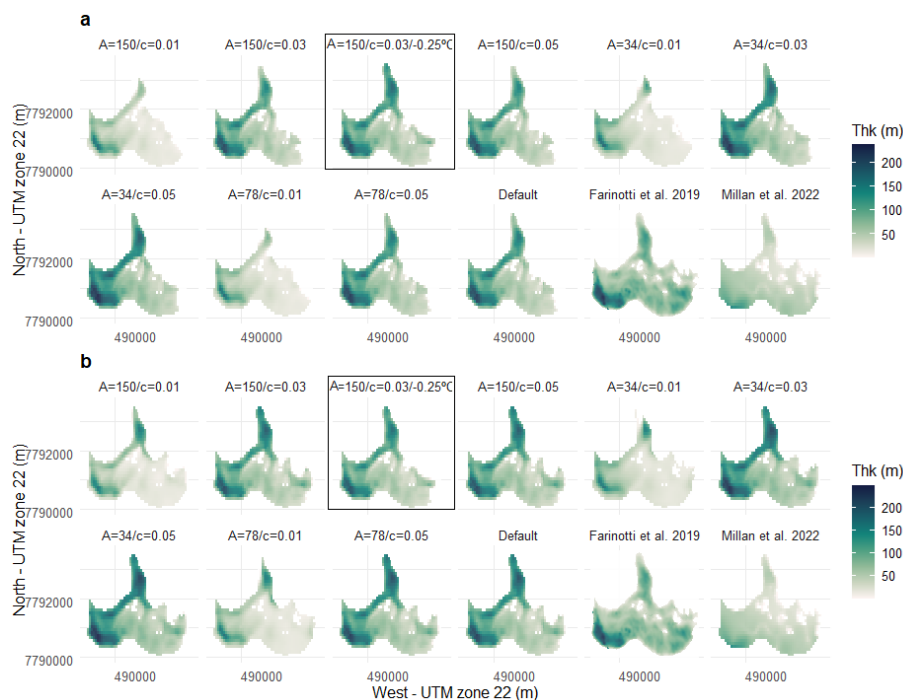 a
A=150/c=0.01 A=150/c=0.03 A=150/c=0.03/-0.25ºC A=150/c=0.05 A=34/c=0.01 A=34/c=0.03
7792000
7790000
A=34/c=0.05 A=78/c=0.01 A=78/c=0.05 Default Farinotti et al. 2019 Millan et al. 2022
7792000
7790000
490000 490000 490000 490000 490000 490000
North - UTM zone 22 (m)
Thk (m)
200
150
100
50
b
A=150/c=0.01 A=150/c=0.03 A=150/c=0.03/-0.25ºC A=150/c=0.05 A=34/c=0.01 A=34/c=0.03
7792000
7790000
A=34/c=0.05 A=78/c=0.01 A=78/c=0.05 Default Farinotti et al. 2019 Millan et al. 2022
7792000
7790000
490000 490000 490000 490000 490000 490000
North - UTM zone 22 (m)
West - UTM zone 22 (m)
Thk (m)
200
150
100
50